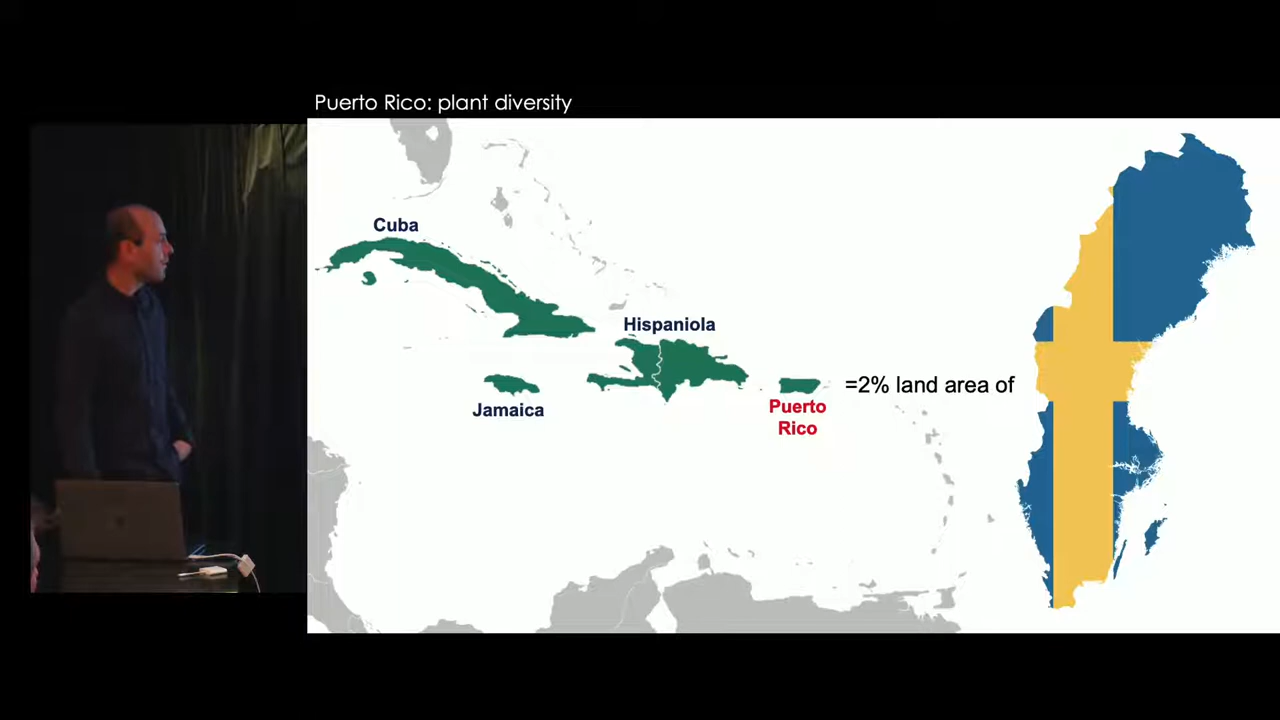 Puerto Rico: plant diversity
Cuba
Hispaniola
Jamaica
Puerto
Rico
=2% land area of